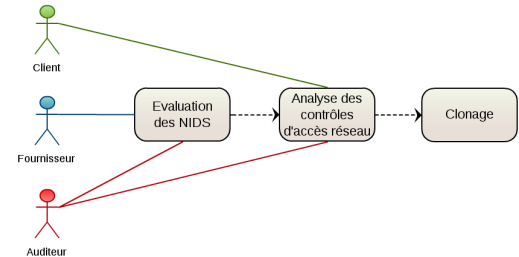 Client
Fournisseur
Auditeur
Evaluation
des NIDS
Analyse des
contrôles
d'accès réseau
Clonage